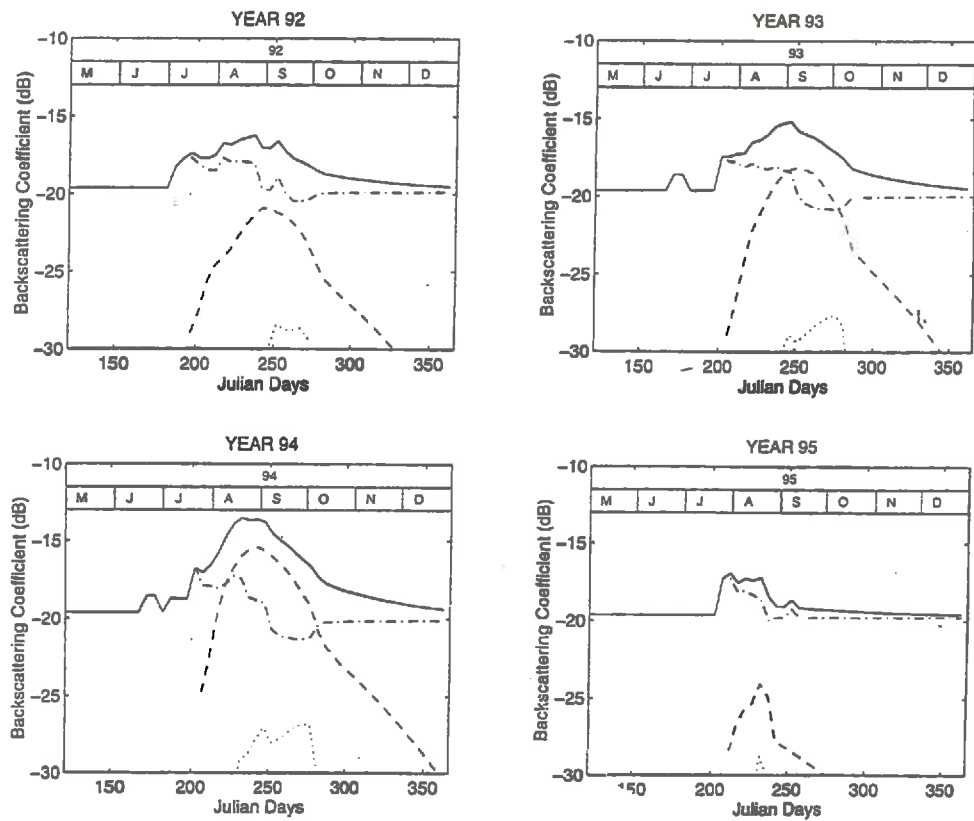 YEAR 92
Backscattering Coefficient (dB)
−10
−15
−20
−25
−30
92
M J J A S O N D
150 200 250 300 350
Julian Days
YEAR 93
Backscattering Coefficient (dB)
−10
−15
−20
−25
−30
93
M J J A S O N D
150 200 250 300 350
Julian Days
YEAR 94
Backscattering Coefficient (dB)
−10
−15
−20
−25
−30
94
M J J A S O N D
150 200 250 300 350
Julian Days
YEAR 95
Backscattering Coefficient (dB)
−10
−15
−20
−25
−30
95
M J J A S O N D
150 200 250 300 350
Julian Days